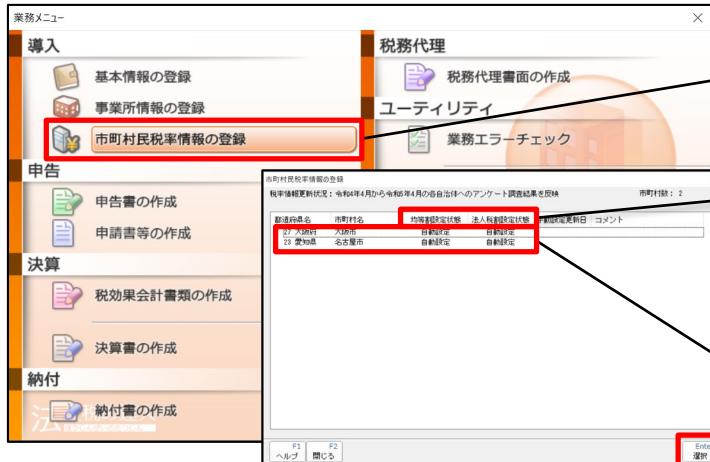 業務メニュー
導入
基本情報の登録
事業所情報の登録
市町村民税率情報の登録
申告
申告書の作成
申請書等の作成
決算
税効果会計書類の作成
決算書の作成
納付
納付書の作成
税務代理
税務代理書面の作成
ユーティリティ
業務エラーチェック
市町村民税率情報の登録
税率情報更新状況：令和4年4月から令和5年4月の各自治体へのアンケート調査結果を反映 市町村数： 2
都道府県名 市町村名 均等割設定状態 法人税割設定状態 動設定更新日 コメント
27 大阪府 大阪市 自動設定 自動設定
23 愛知県 名古屋市 自動設定 自動設定
F1 F2 Ente
ヘルプ 閉じる 選択